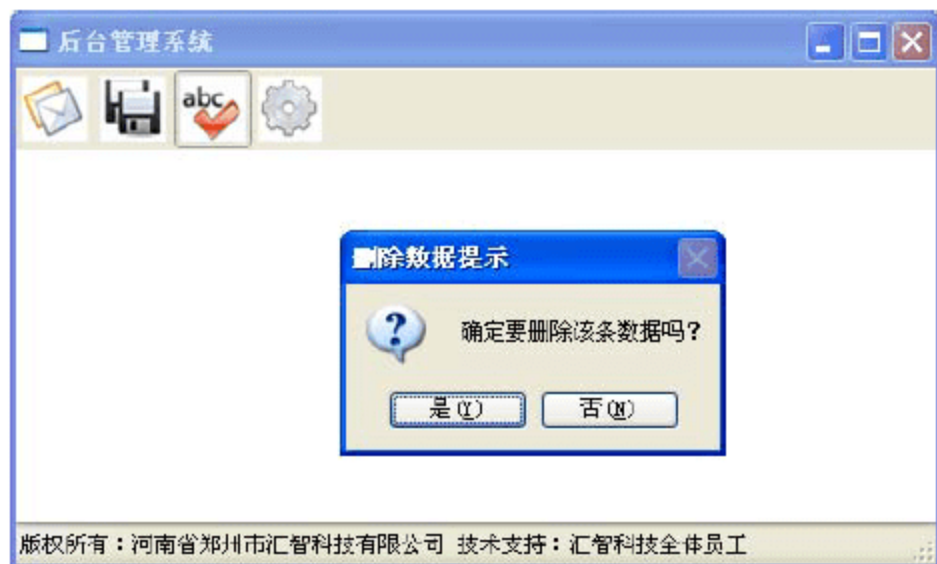 后台管理系统
abc
删除数据提示
确定要删除该条数据吗?
是(Y) 否(N)
版权所有:河南省郑州市汇智科技有限公司 技术支持:汇智科技全体员工